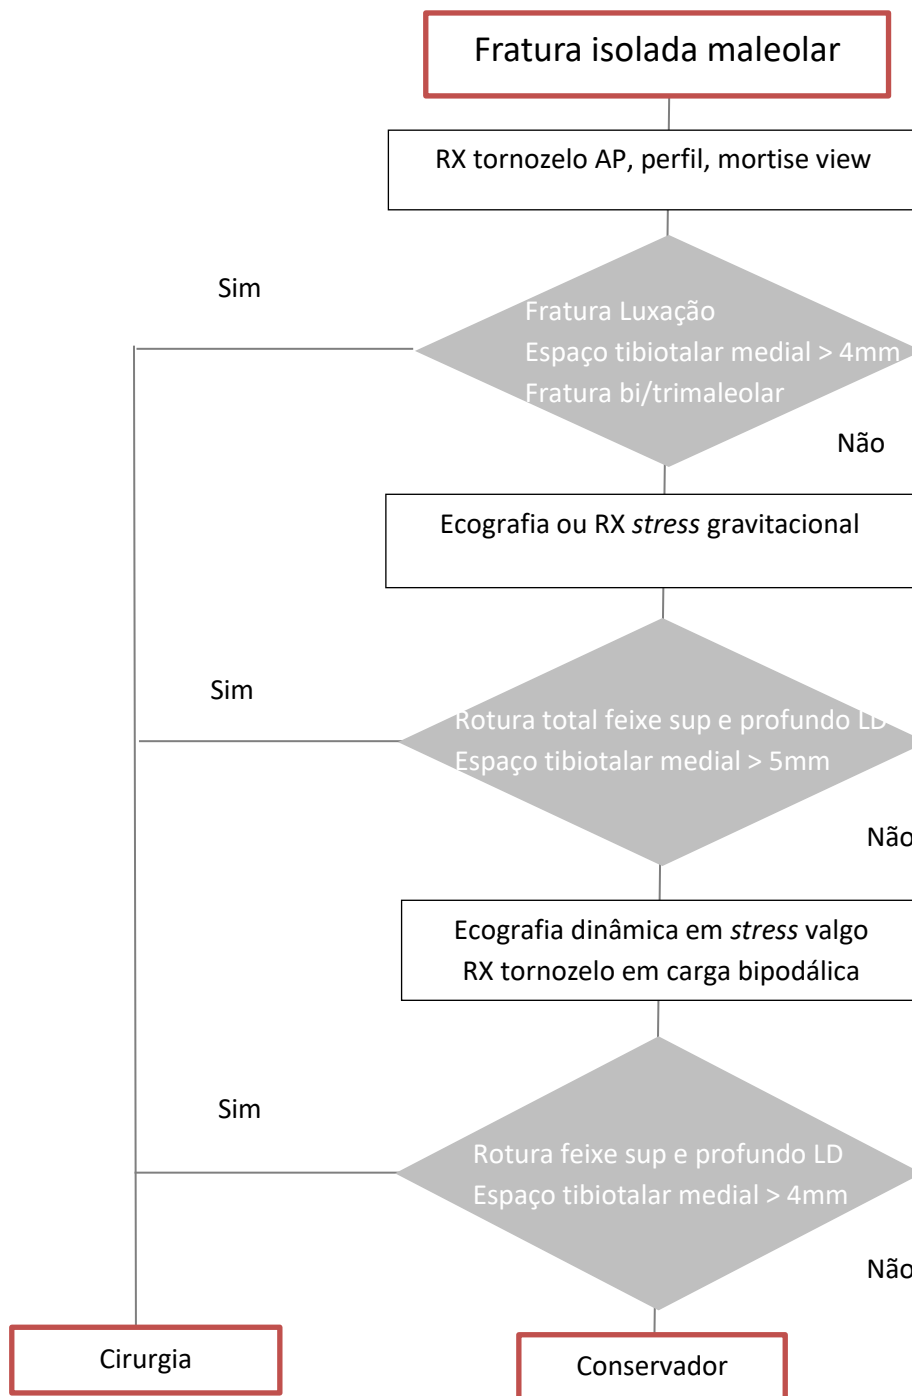 Fratura isolada maleolar
RX tornozelo AP, perfil, mortise view
Sim
Fratura Luxação
Espaço tibiotalar medial > 4mm
Fratura bi/trimaleolar
Não
Ecografia ou RX stress gravitacional
Sim
Rotura total feixe sup e profundo LD
Espaço tibiotalar medial > 5mm
Não
Ecografia dinâmica em stress valgo
RX tornozelo em carga bipodálica
Sim
Rotura feixe sup e profundo LD
Espaço tibiotalar medial > 4mm
Não
Cirurgia
Conservador